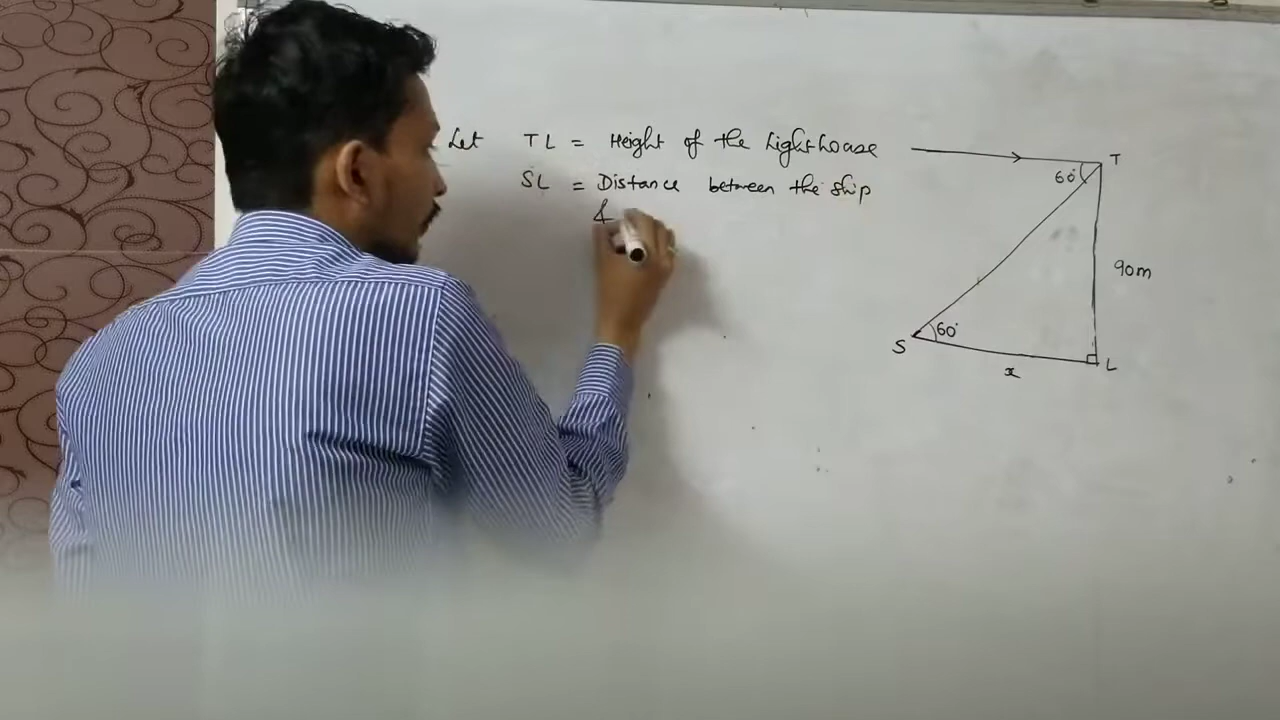 Let TL = Height of the Lighthouse
SL = Distance between the ship
&
T
60°
90m
60°
S
L
x